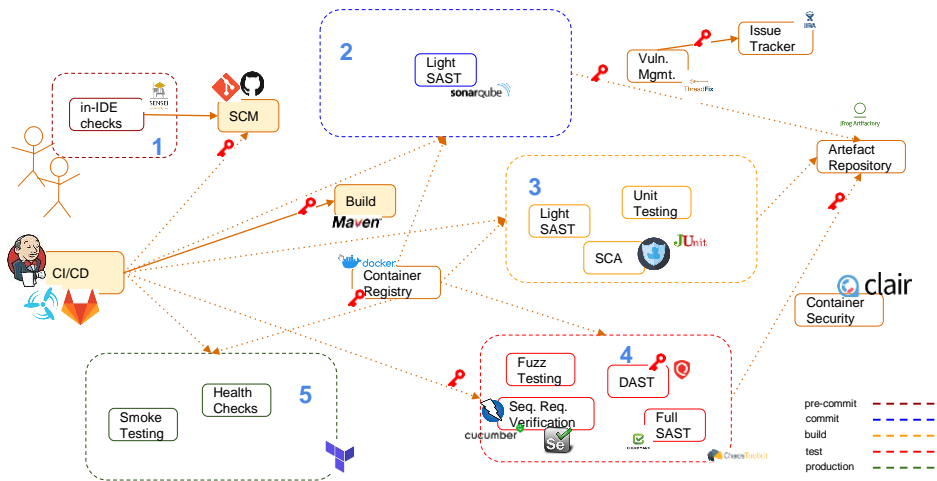 2
Light
SAST
sonarqube
Vuln.
Mgmt.
ThreadFix
Issue
Tracker
JIRA
in-IDE
checks
SENSEI
1
SCM
JFrog Artifactory
Artefact
Repository
Build
Maven
3
Light
SAST
Unit
Testing
SCA
JUnit
CI/CD
docker
Container
Registry
clair
Container
Security
5
Health
Checks
Smoke
Testing
4
Fuzz
Testing
DAST
Seq. Req.
Verification
cucumber
Se
Full
SAST
ChaosToolkit
pre-commit
commit
build
test
production